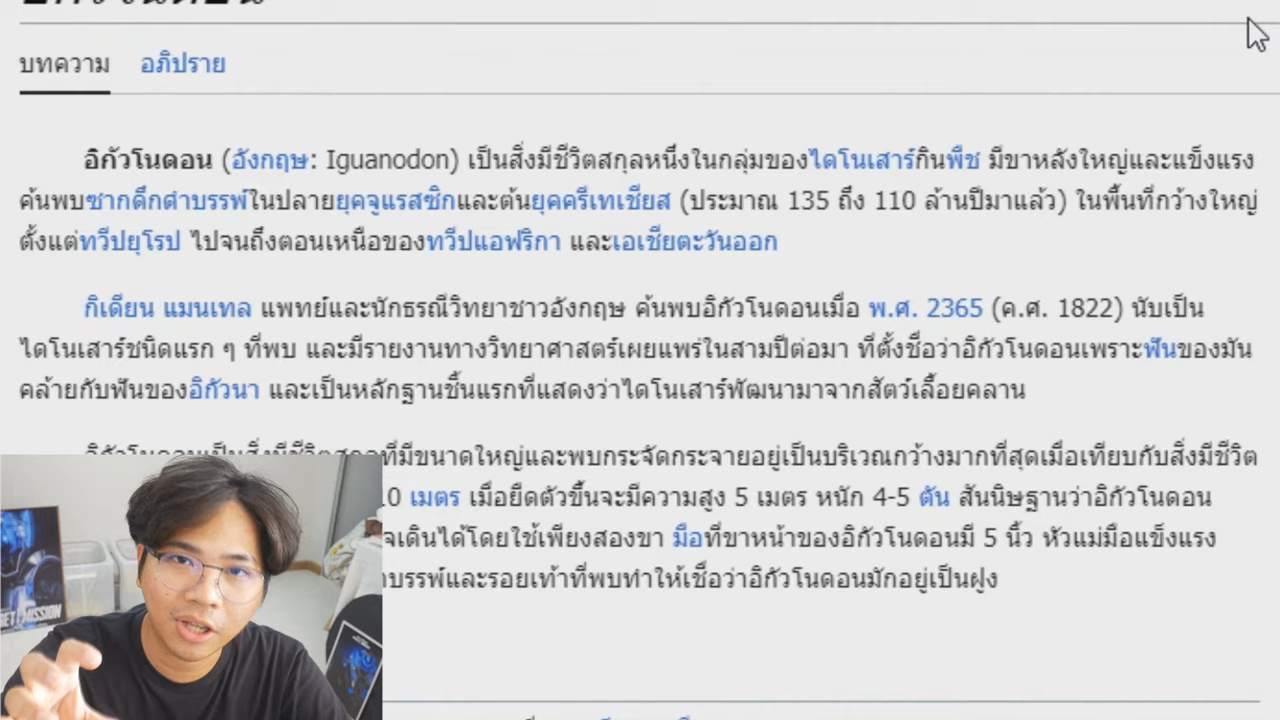 บทความ อภิปราย
อิกัวโนดอน (อังกฤษ: Iguanodon) เป็นสิ่งมีชีวิตสกุลหนึ่งในกลุ่มของไดโนเสาร์กินพืช มีขาหลังใหญ่และแข็งแรง
ค้นพบซากดึกดำบรรพ์ในปลายยุคจูแรสซิกและต้นยุคครีเทเชียส (ประมาณ 135 ถึง 110 ล้านปีมาแล้ว) ในพื้นที่กว้างใหญ่
ตั้งแต่ทวีปยุโรป ไปจนถึงตอนเหนือของทวีปแอฟริกา และเอเชียตะวันออก
กิเดียน แมนเทล แพทย์และนักธรณีวิทยาชาวอังกฤษ ค้นพบอิกัวโนดอนเมื่อ พ.ศ. 2365 (ค.ศ. 1822) นับเป็น
ไดโนเสาร์ชนิดแรก ๆ ที่พบ และมีรายงานทางวิทยาศาสตร์เผยแพร่ในสามปีต่อมา ที่ตั้งชื่อว่าอิกัวโนดอนเพราะฟันของมัน
คล้ายกับฟันของอิกัวนา และเป็นหลักฐานชิ้นแรกที่แสดงว่าไดโนเสาร์พัฒนามาจากสัตว์เลื้อยคลาน
อิกัวโนดอนเป็นสิ่งมีชีวิตสกุลที่มีขนาดใหญ่และพบกระจัดกระจายอยู่เป็นบริเวณกว้างมากที่สุดเมื่อเทียบกับสิ่งมีชีวิต
เมตร เมื่อยืดตัวขึ้นจะมีความสูง 5 เมตร หนัก 4-5 ตัน สันนิษฐานว่าอิกัวโนดอน
เดินได้โดยใช้เพียงสองขา มือที่ขาหน้าของอิกัวโนดอนมี 5 นิ้ว หัวแม่มือแข็งแรง
บรรพ์และรอยเท้าที่พบทำให้เชื่อว่าอิกัวโนดอนมักอยู่เป็นฝูง